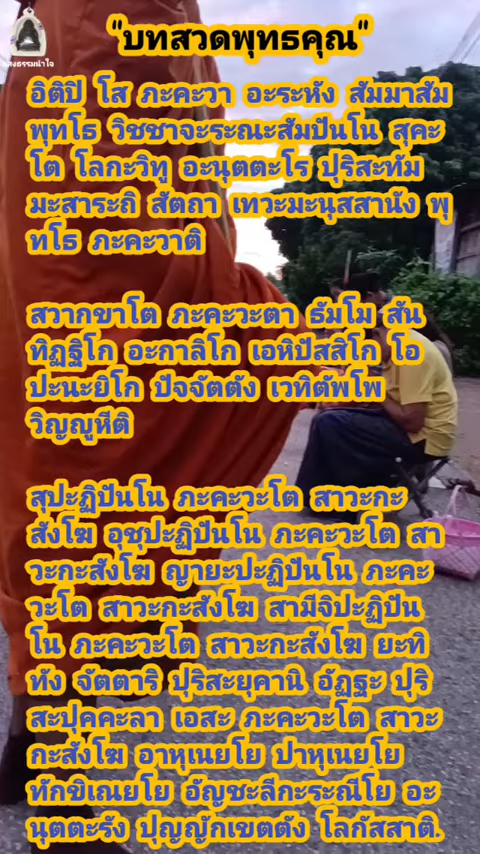 "บทสวดพุทธคุณ"
แสงธรรมนำใจ
อิติปิ โส ภะคะวา อะระหัง สัมมาสัม
พุทโธ วิชชาจะระณะสัมปันโน สุคะ
โต โลกะวิทู อะนุตตะโร ปุริสะทัม
มะสาระถิ สัตถา เทวะมะนุสสานัง พุ
ทโธ ภะคะวาติ
สวากขาโต ภะคะวะตา ธัมโม สัน
ทิฏฐิโก อะกาลิโก เอหิปัสสิโก โอ
ปะนะยิโก ปัจจัตตัง เวทิตัพโพ
วิญญูหีติ
สุปะฏิปันโน ภะคะวะโต สาวะกะ
สังโฆ อุชุปะฏิปันโน ภะคะวะโต สา
วะกะสังโฆ ญายะปะฏิปันโน ภะคะ
วะโต สาวะกะสังโฆ สามีจิปะฏิปัน
โน ภะคะวะโต สาวะกะสังโฆ ยะทิ
ทัง จัตตาริ ปุริสะยุคานิ อัฏฐะ ปุริ
สะปุคคะลา เอสะ ภะคะวะโต สาวะ
กะสังโฆ อาหุเนยโย ปาหุเนยโย
ทักขิเณยโย อัญชะลีกะระณีโย อะ
นุตตะรัง ปุญญักเขตตัง โลกัสสาติ.